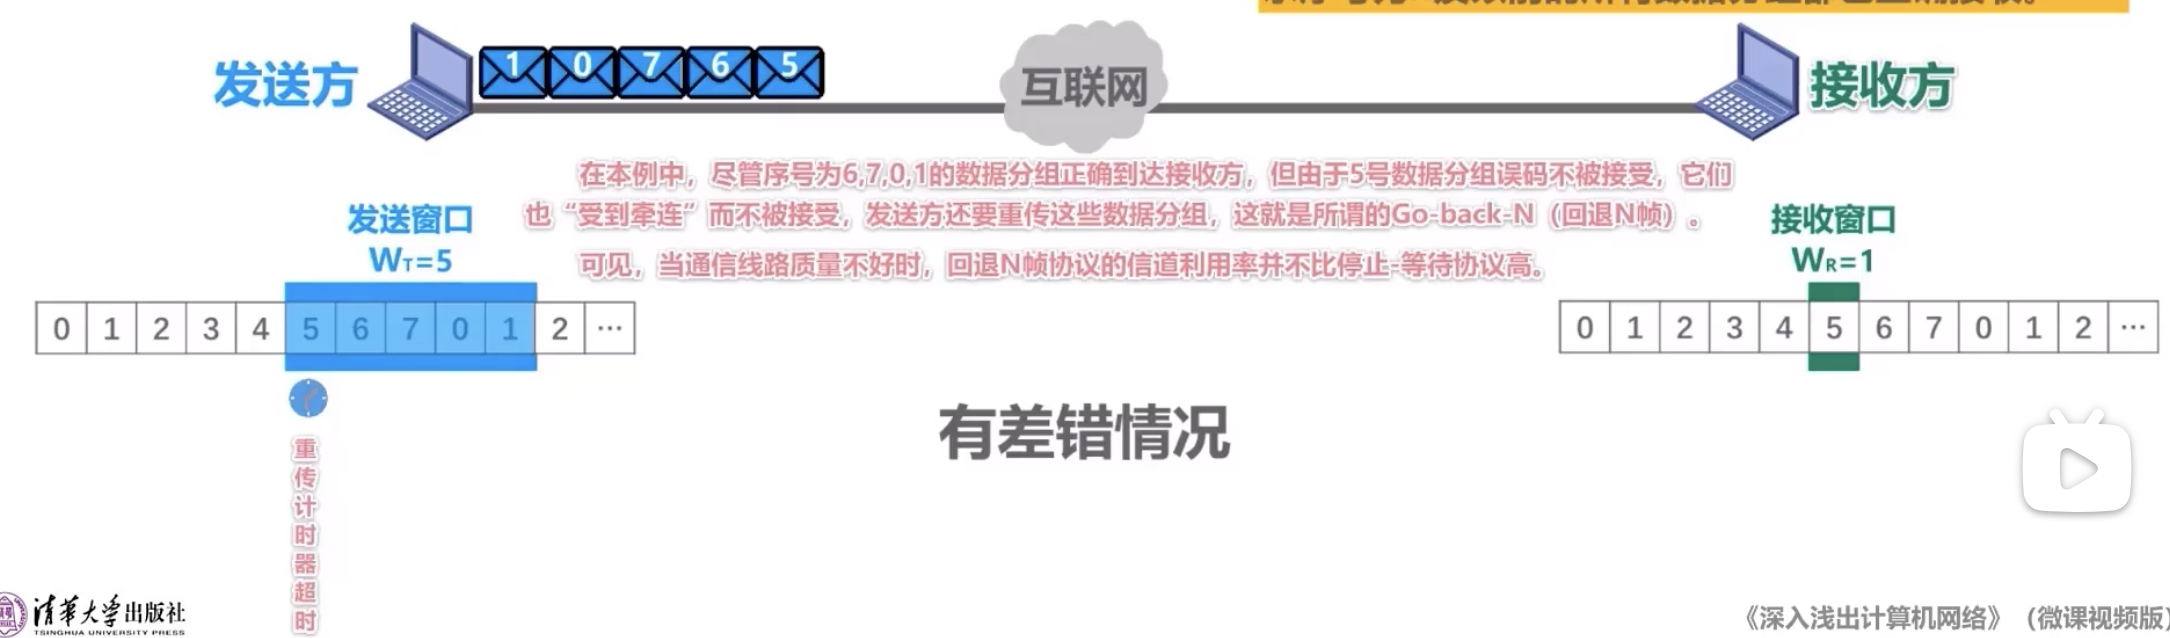 发送方
1 0 7 6 5
互联网
接收方
在本例中，尽管序号为6,7,0,1的数据分组正确到达接收方，但由于5号数据分组误码不被接受，它们
也“受到牵连”而不被接受，发送方还要重传这些数据分组，这就是所谓的Go-back-N（回退N帧）。
可见，当通信线路质量不好时，回退N帧协议的信道利用率并不比停止-等待协议高。
发送窗口
WT=5
接收窗口
WR=1
0 1 2 3 4 5 6 7 0 1 2 …
0 1 2 3 4 5 6 7 0 1 2 …
重传计时器超时
有差错情况
清华大学出版社
TSINGHUA UNIVERSITY PRESS
《深入浅出计算机网络》（微课视频版）